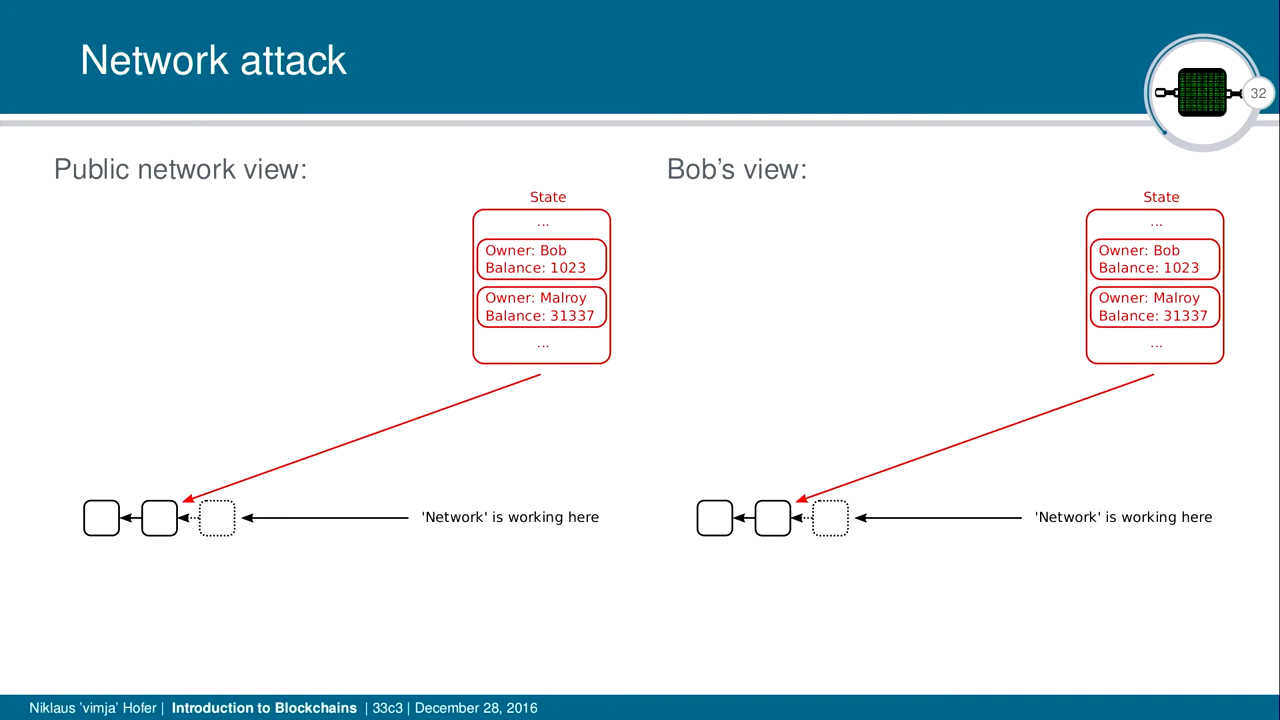 Network attack
32
Public network view:
State
...
Owner: Bob
Balance: 1023
Owner: Malroy
Balance: 31337
...
'Network' is working here
Bob's view:
State
...
Owner: Bob
Balance: 1023
Owner: Malroy
Balance: 31337
...
'Network' is working here
Niklaus 'vimja' Hofer | Introduction to Blockchains | 33c3 | December 28, 2016